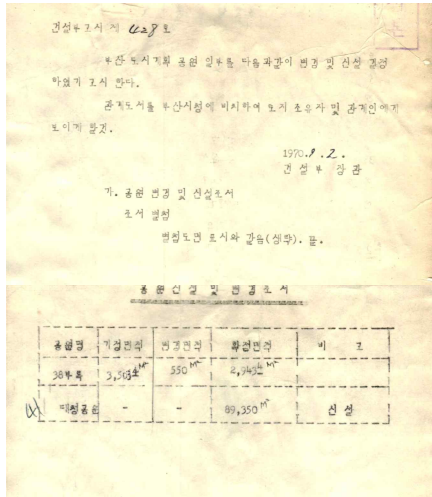 건설부고시 제 428 호
부산 도시계획 공원 일부를 다음과같이 변경 및 신설 결정
하였기 고시 한다.
관계도서를 부산시청에 비치하여 토지 소유자 및 관계인에게
보이게 할것.
1970. 9. 2.
건 설 부 장 관
가. 공원 변경 및 신설조서
조서 별첨
별첨도면 표시와 같음(생략). 끝.
공원신설 및 변경조서
공원명 기정면적 변경면적 확정면적 비 고
38부록 3,503 M² 550 M² 2,943
대청공원 - - 89,350 M² 신 설